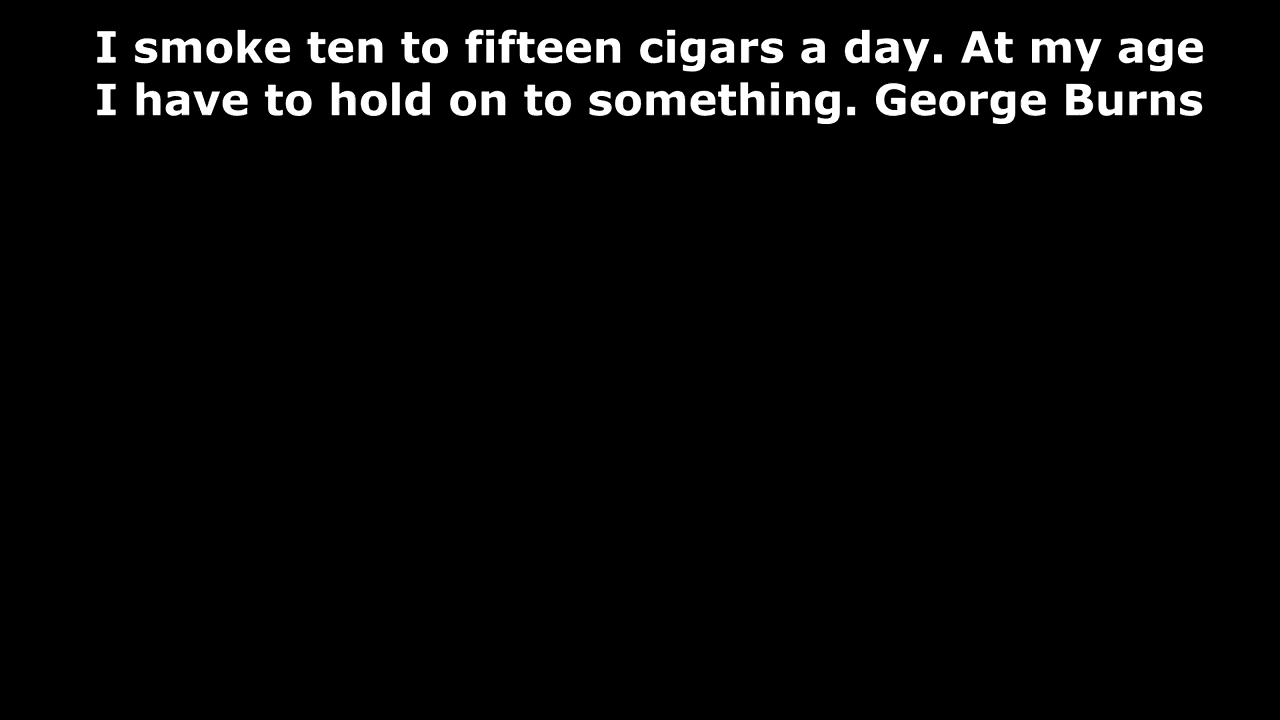 I smoke ten to fifteen cigars a day. At my age
I have to hold on to something. George Burns